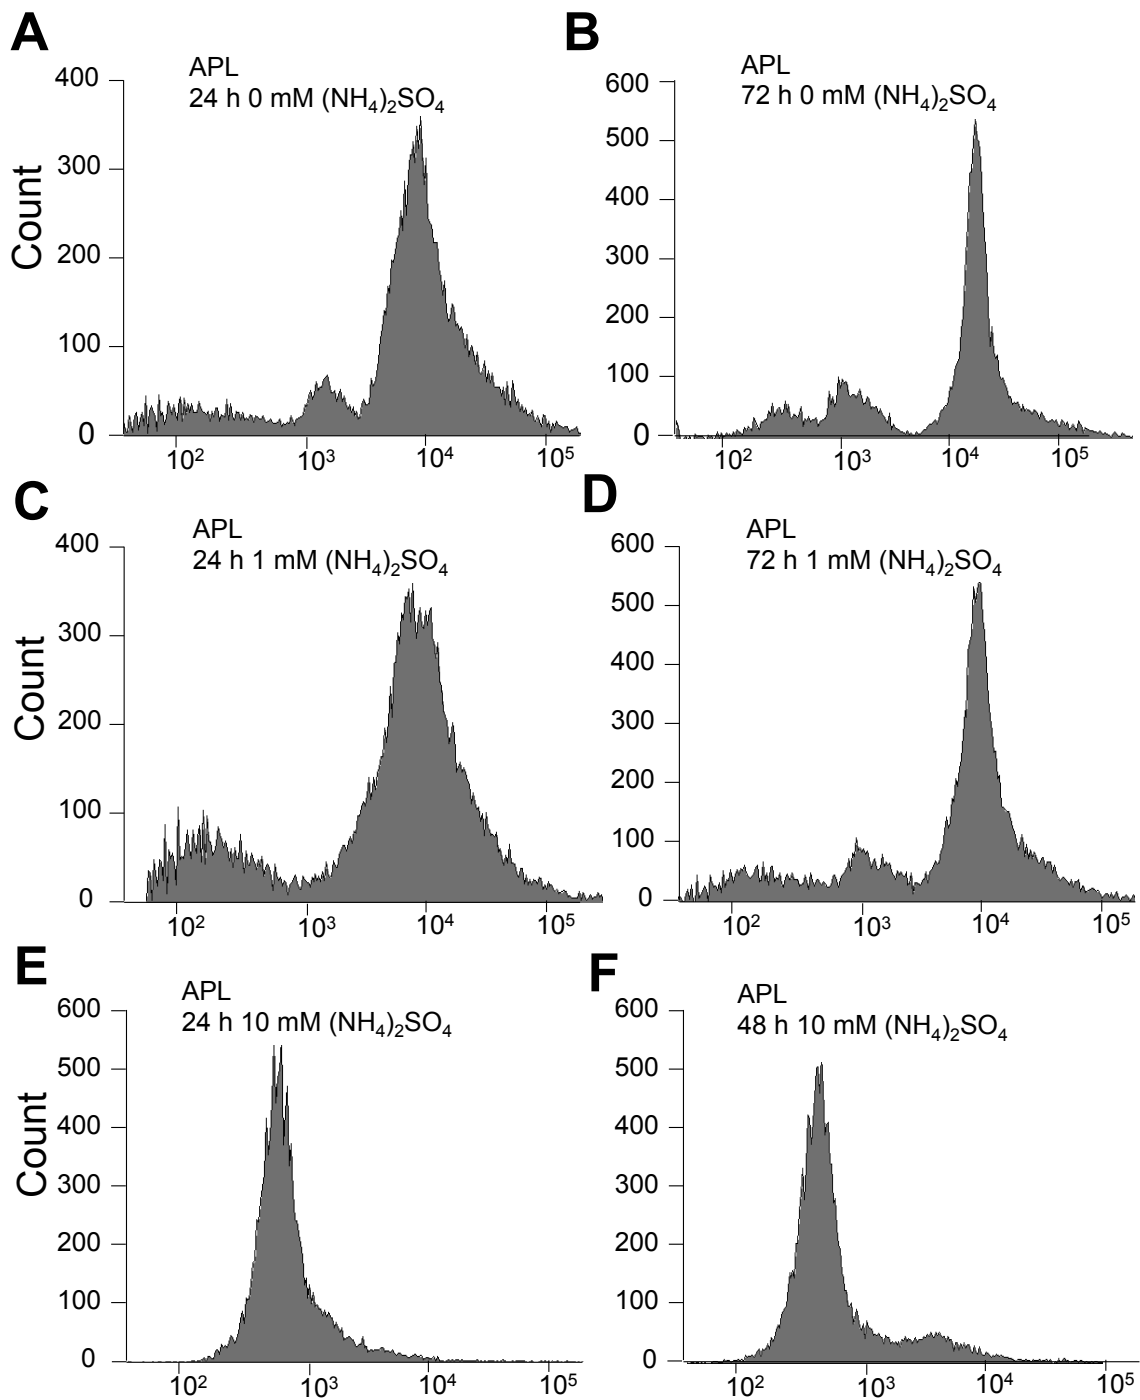 A
APL
24 h 0 mM (NH₄)₂SO₄
Count
400
300
200
100
0
10² 10³ 10⁴ 10⁵
B
APL
72 h 0 mM (NH₄)₂SO₄
600
500
400
300
200
100
0
10² 10³ 10⁴ 10⁵
C
APL
24 h 1 mM (NH₄)₂SO₄
Count
400
300
200
100
0
10² 10³ 10⁴ 10⁵
D
APL
72 h 1 mM (NH₄)₂SO₄
600
500
400
300
200
100
0
10² 10³ 10⁴ 10⁵
E
APL
24 h 10 mM (NH₄)₂SO₄
Count
600
500
400
300
200
100
0
10² 10³ 10⁴ 10⁵
F
APL
48 h 10 mM (NH₄)₂SO₄
600
500
400
300
200
100
0
10² 10³ 10⁴ 10⁵